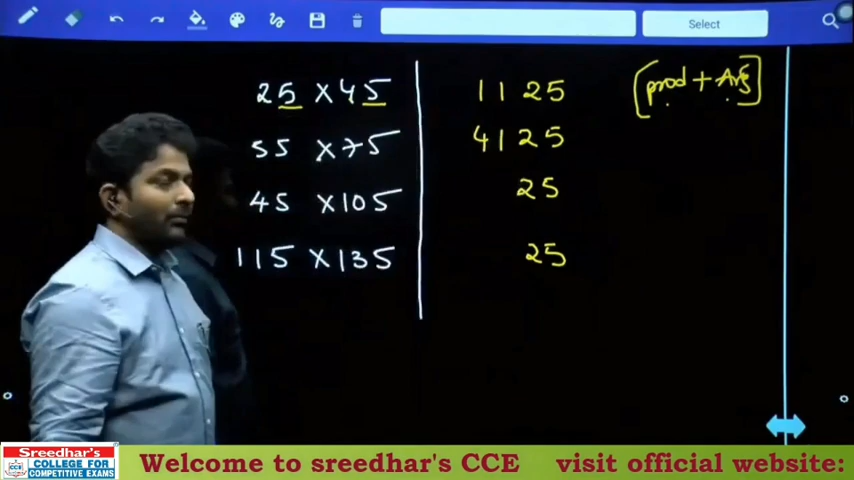 Select
25 × 45 1125 [prod + Avg]
55 × 75 4125
45 × 105 25
115 × 135 25
Sreedhar's
CCE
COLLEGE FOR
COMPETITIVE EXAMS
Welcome to sreedhar's CCE visit official website: